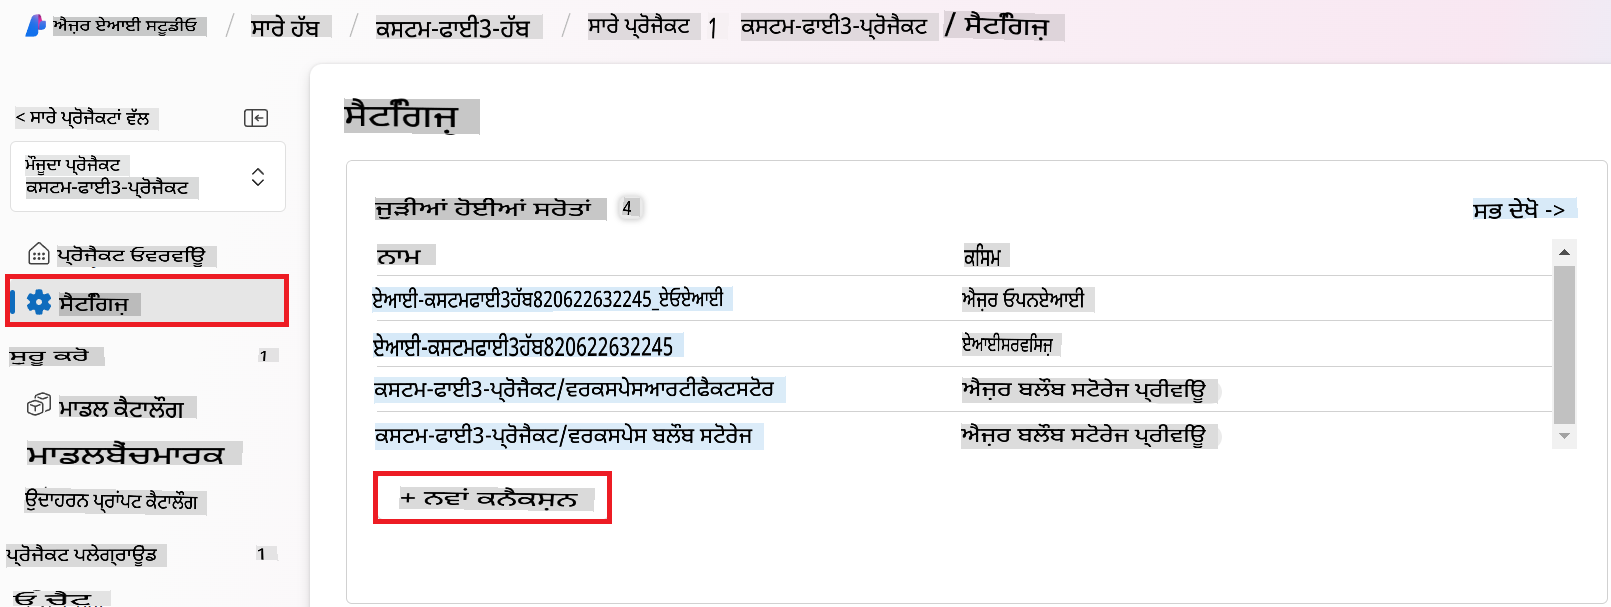 ਐਜ਼ਰ ਏਆਈ ਸਟੂਡੀਓ / ਸਾਰੇ ਹੱਬ / ਕਸਟਮ-ਫਾਈ3-ਹੱਬ / ਸਾਰੇ ਪ੍ਰੋਜੈਕਟ 1 ਕਸਟਮ-ਫਾਈ3-ਪ੍ਰੋਜੈਕਟ / ਸੈਟਿੰਗਜ਼
< ਸਾਰੇ ਪ੍ਰੋਜੈਕਟਾਂ ਵੱਲ
ਮੌਜੂਦਾ ਪ੍ਰੋਜੈਕਟ
ਕਸਟਮ-ਫਾਈ3-ਪ੍ਰੋਜੈਕਟ
ਪ੍ਰੋਜੈਕਟ ਓਵਰਵਿਊ
ਸੈਟਿੰਗਜ਼
ਸ਼ੁਰੂ ਕਰੋ 1
ਮਾਡਲ ਕੈਟਾਲੌਗ
ਮਾਡਲਬੈਂਚਮਾਰਕ
ਉਦਾਹਰਨ ਪ੍ਰਾਂਪਟ ਕੈਟਾਲੌਗ
ਪ੍ਰੋਜੈਕਟ ਪਲੇਗ੍ਰਾਊਂਡ 1
ਓ ਚੈਟ
ਸੈਟਿੰਗਜ਼
ਜੁੜੀਆਂ ਹੋਈਆਂ ਸਰੋਤਾਂ 4
ਸਭ ਦੇਖੋ ->
ਨਾਮ ਕਿਸਮ
ਏਆਈ-ਕਸਟਮਫਾਈ3ਹੱਬ820622632245_ਏਓਏਆਈ ਐਜ਼ਰ ਓਪਨਏਆਈ
ਏਆਈ-ਕਸਟਮਫਾਈ3ਹੱਬ820622632245 ਏਆਈਸਰਵਿਸਿਜ਼
ਕਸਟਮ-ਫਾਈ3-ਪ੍ਰੋਜੈਕਟ/ਵਰਕਸਪੇਸਆਰਟੀਫੈਕਟਸਟੋਰ ਐਜ਼ਰ ਬਲੌਬ ਸਟੋਰੇਜ ਪ੍ਰੀਵਿਊ
ਕਸਟਮ-ਫਾਈ3-ਪ੍ਰੋਜੈਕਟ/ਵਰਕਸਪੇਸ ਬਲੌਬ ਸਟੋਰੇਜ ਐਜ਼ਰ ਬਲੌਬ ਸਟੋਰੇਜ ਪ੍ਰੀਵਿਊ
+ ਨਵਾਂ ਕਨੈਕਸ਼ਨ